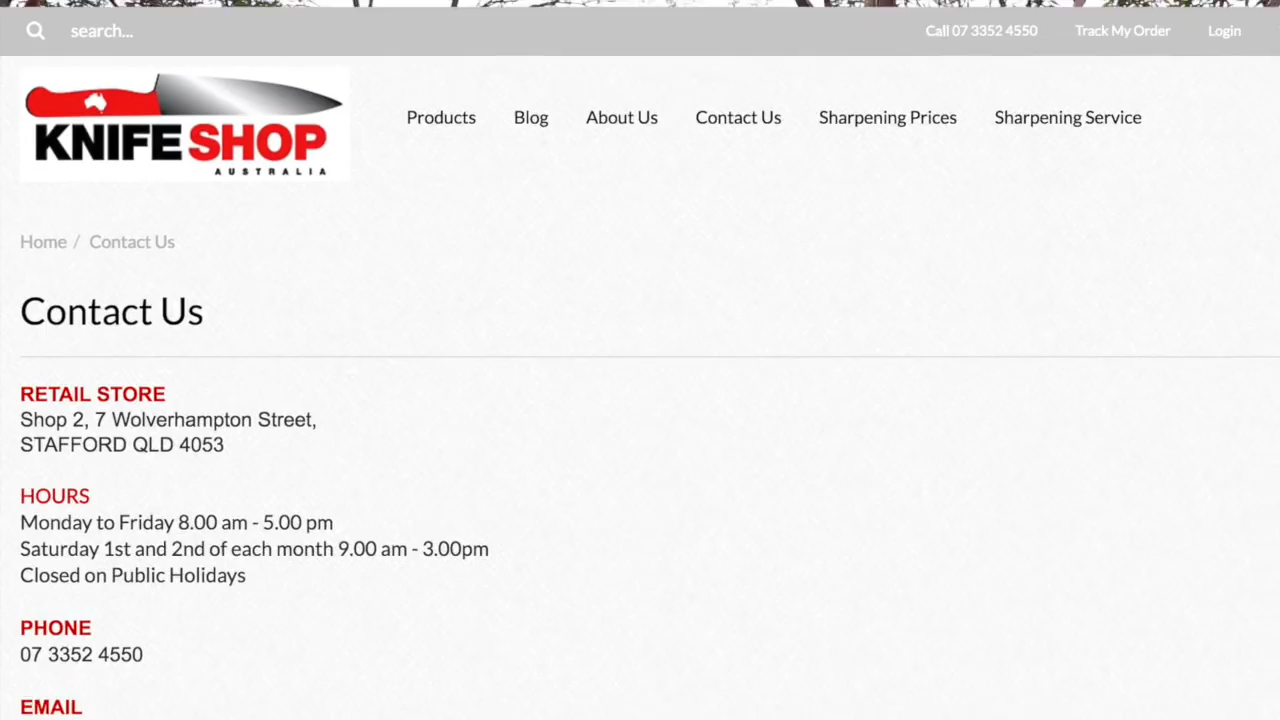 search...
Call 07 3352 4550
Track My Order
Login
KNIFE SHOP
AUSTRALIA
Products
Blog
About Us
Contact Us
Sharpening Prices
Sharpening Service
Home / Contact Us
Contact Us
RETAIL STORE
Shop 2, 7 Wolverhampton Street,
STAFFORD QLD 4053
HOURS
Monday to Friday 8.00 am - 5.00 pm
Saturday 1st and 2nd of each month 9.00 am - 3.00pm
Closed on Public Holidays
PHONE
07 3352 4550
EMAIL